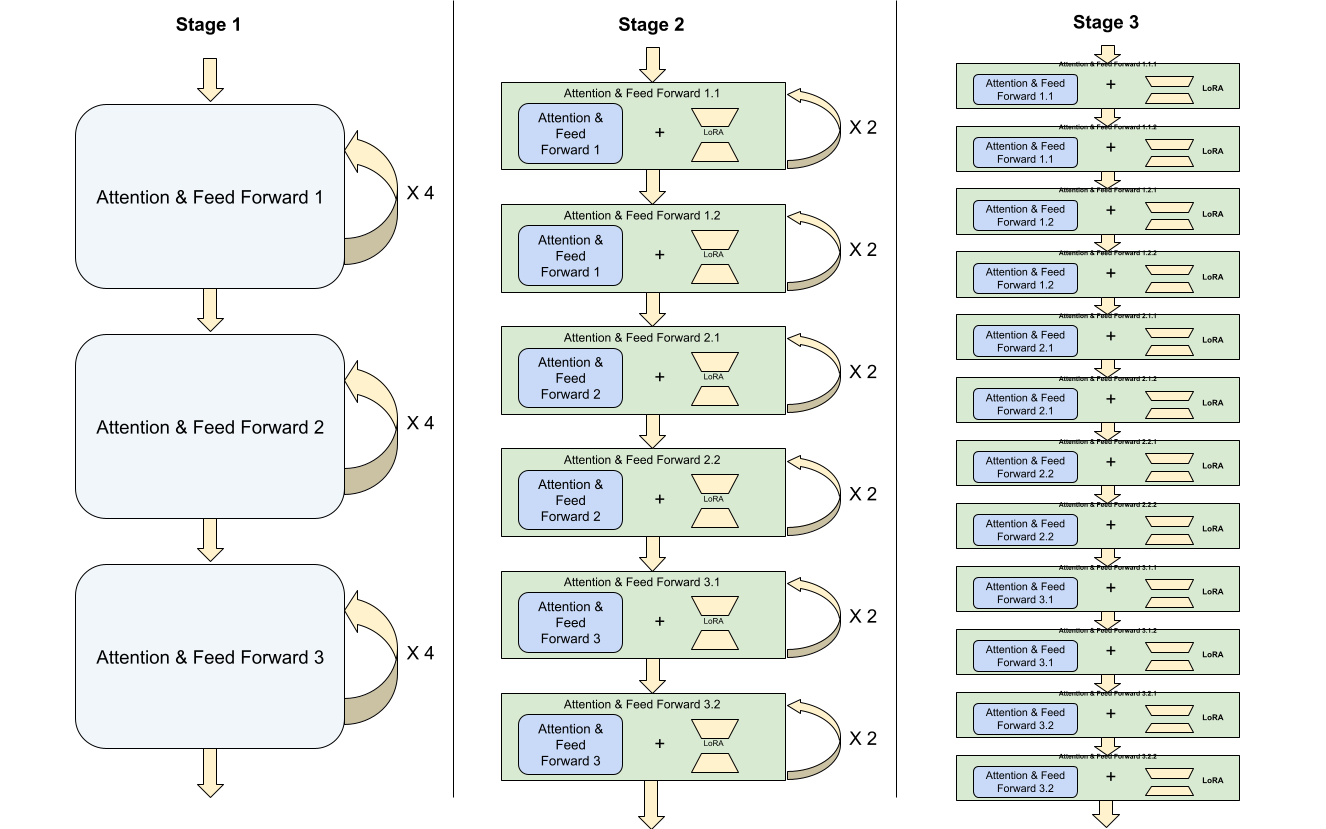 Stage 1
Attention & Feed Forward 1
X 4
Attention & Feed Forward 2
X 4
Attention & Feed Forward 3
X 4
Stage 2
Attention & Feed Forward 1.1
Attention &
Feed
Forward 1
+
LoRA
X 2
Attention & Feed Forward 1.2
Attention &
Feed
Forward 1
+
LoRA
X 2
Attention & Feed Forward 2.1
Attention &
Feed
Forward 2
+
LoRA
X 2
Attention & Feed Forward 2.2
Attention &
Feed
Forward 2
+
LoRA
X 2
Attention & Feed Forward 3.1
Attention &
Feed
Forward 3
+
LoRA
X 2
Attention & Feed Forward 3.2
Attention &
Feed
Forward 3
+
LoRA
X 2
Stage 3
Attention & Feed Forward 1.1.1
Attention & Feed
Forward 1.1
+
LoRA
Attention & Feed Forward 1.1.2
Attention & Feed
Forward 1.1
+
LoRA
Attention & Feed Forward 1.2.1
Attention & Feed
Forward 1.2
+
LoRA
Attention & Feed Forward 1.2.2
Attention & Feed
Forward 1.2
+
LoRA
Attention & Feed Forward 2.1.1
Attention & Feed
Forward 2.1
+
LoRA
Attention & Feed Forward 2.1.2
Attention & Feed
Forward 2.1
+
LoRA
Attention & Feed Forward 2.2.1
Attention & Feed
Forward 2.2
+
LoRA
Attention & Feed Forward 2.2.2
Attention & Feed
Forward 2.2
+
LoRA
Attention & Feed Forward 3.1.1
Attention & Feed
Forward 3.1
+
LoRA
Attention & Feed Forward 3.1.2
Attention & Feed
Forward 3.1
+
LoRA
Attention & Feed Forward 3.2.1
Attention & Feed
Forward 3.2
+
LoRA
Attention & Feed Forward 3.2.2
Attention & Feed
Forward 3.2
+
LoRA